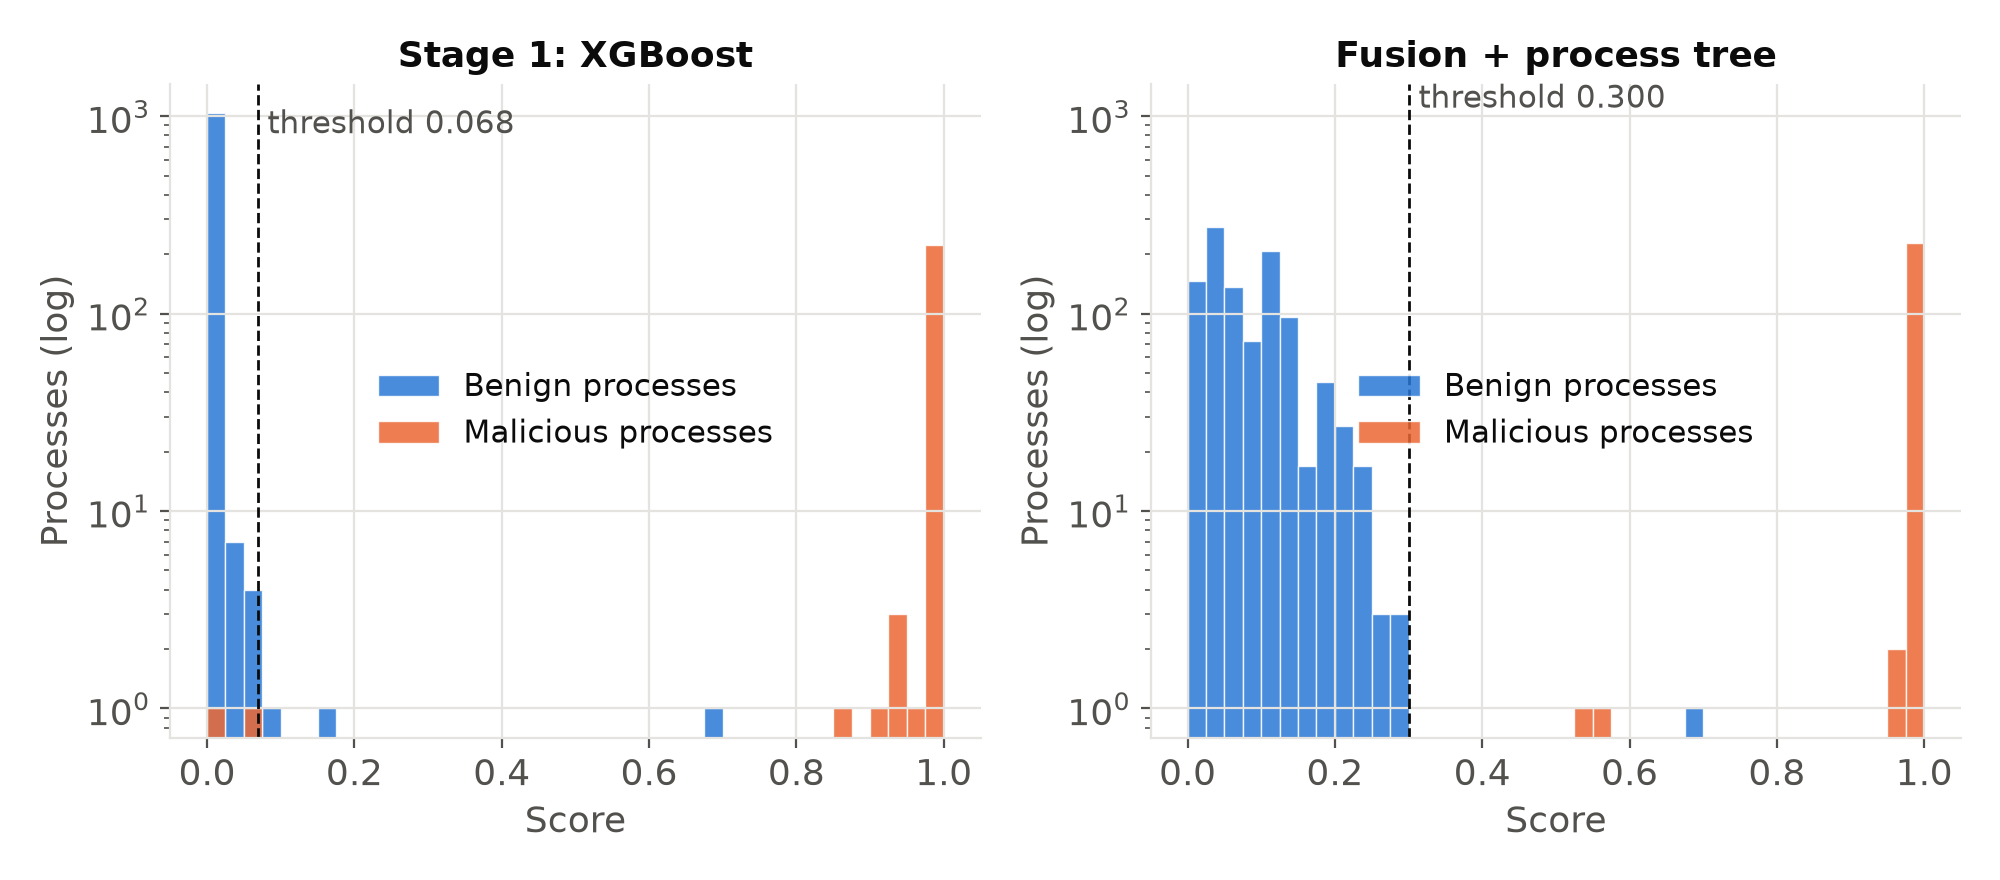 Stage 1: XGBoost
threshold 0.068
10³
10²
10¹
10⁰
Processes (log)
Benign processes
Malicious processes
0.0 0.2 0.4 0.6 0.8 1.0
Score
Fusion + process tree
threshold 0.300
10³
10²
10¹
10⁰
Processes (log)
Benign processes
Malicious processes
0.0 0.2 0.4 0.6 0.8 1.0
Score